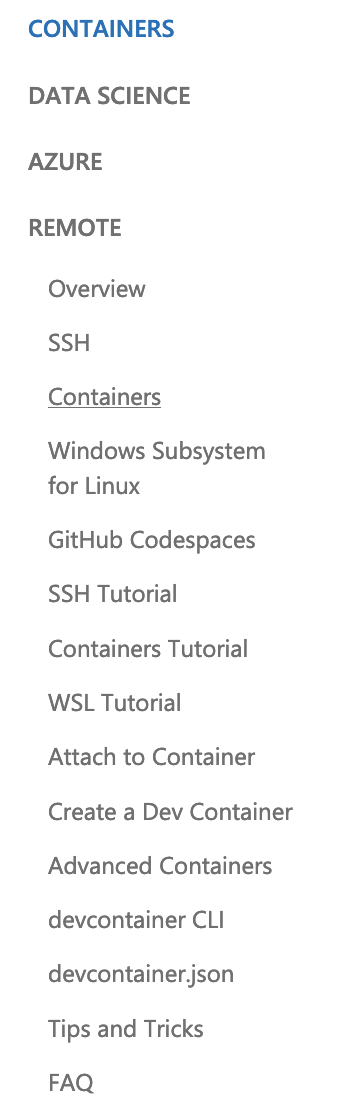 CONTAINERS
DATA SCIENCE
AZURE
REMOTE
Overview
SSH
Containers
Windows Subsystem
for Linux
GitHub Codespaces
SSH Tutorial
Containers Tutorial
WSL Tutorial
Attach to Container
Create a Dev Container
Advanced Containers
devcontainer CLI
devcontainer.json
Tips and Tricks
FAQ